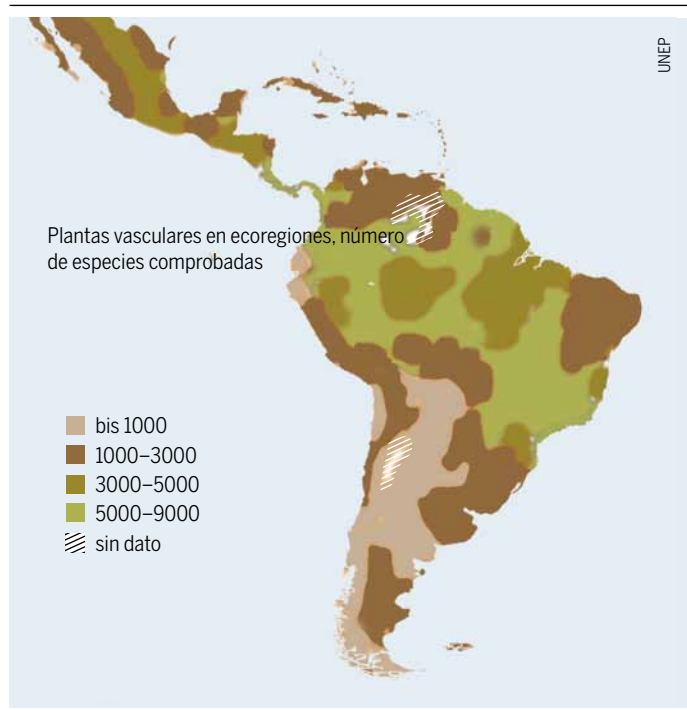 UNEP
Plantas vasculares en ecoregiones, número
de especies comprobadas
bis 1000
1000–3000
3000–5000
5000–9000
sin dato